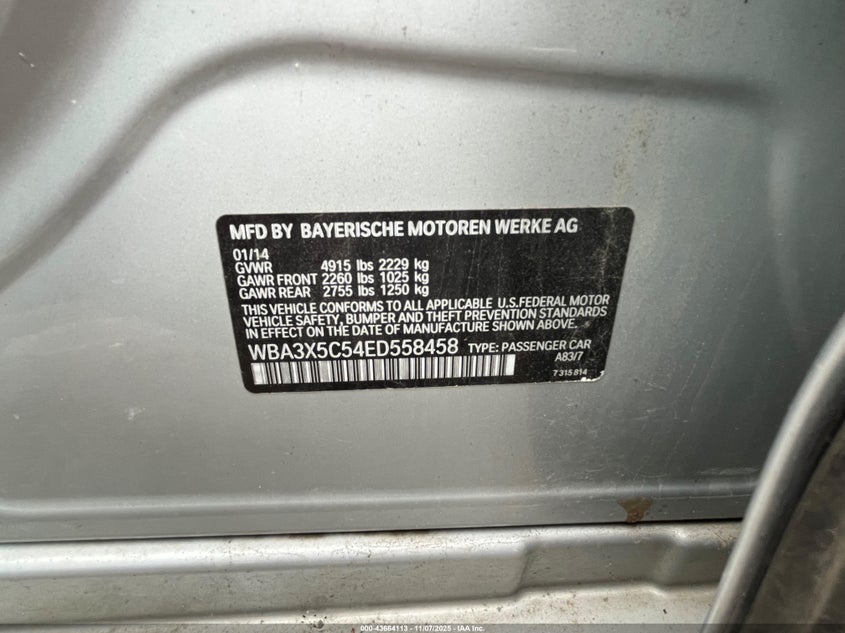 MFD BY BAYERISCHE MOTOREN WERKE AG
01/14
GVWR 4915 lbs 2229 kg
GAWR FRONT 2260 lbs 1025 kg
GAWR REAR 2755 lbs 1250 kg
THIS VEHICLE CONFORMS TO ALL APPLICABLE U.S.FEDERAL MOTOR
VEHICLE SAFETY, BUMPER AND THEFT PREVENTION STANDARDS
IN EFFECT ON THE DATE OF MANUFACTURE SHOWN ABOVE.
WBA3X5C54ED558458 TYPE: PASSENGER CAR
A83/7
7 315 814
000-43664113 - 11/07/2025 - IAA Inc.